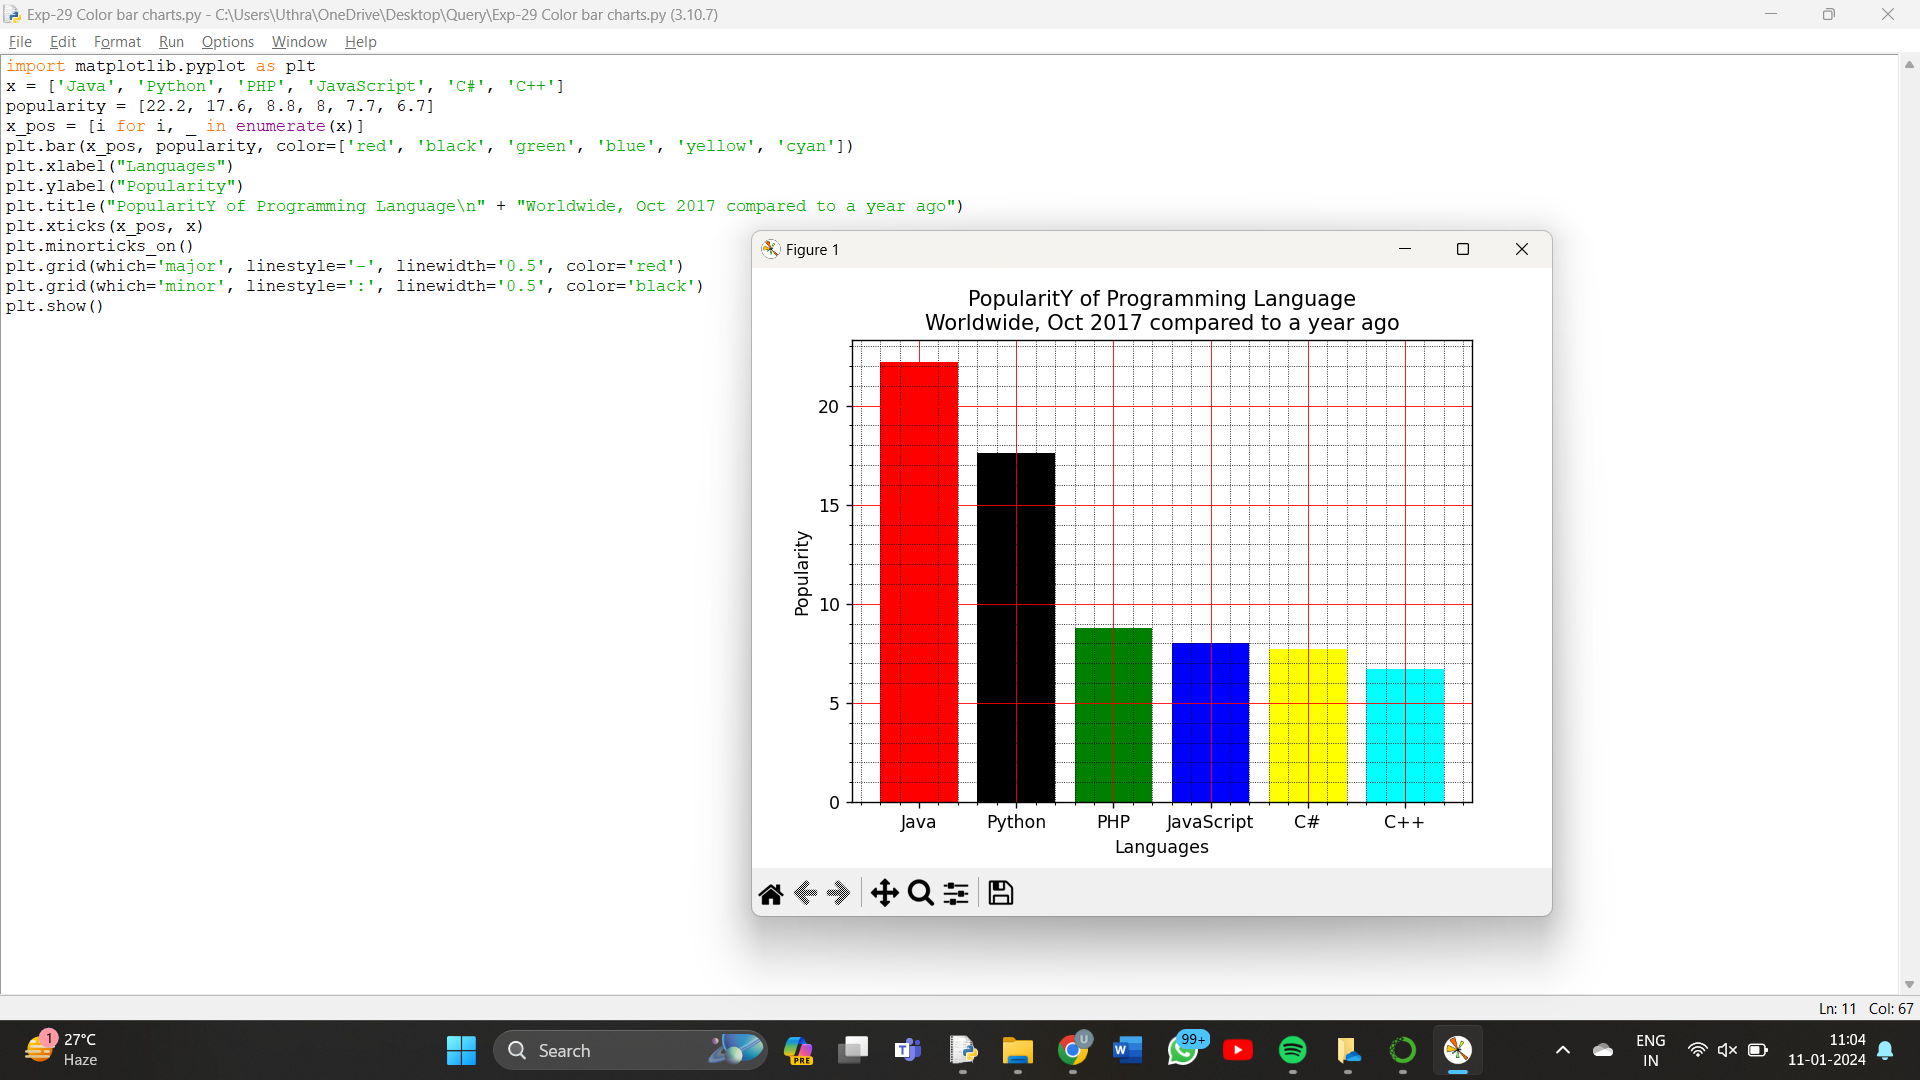 Exp-29 Color bar charts.py - C:\Users\Uthra\OneDrive\Desktop\Query\Exp-29 Color bar charts.py (3.10.7)
File Edit Format Run Options Window Help
import matplotlib.pyplot as plt
x = ['Java', 'Python', 'PHP', 'JavaScript', 'C#', 'C++']
popularity = [22.2, 17.6, 8.8, 8, 7.7, 6.7]
x_pos = [i for i, _ in enumerate(x)]
plt.bar(x_pos, popularity, color=['red', 'black', 'green', 'blue', 'yellow', 'cyan'])
plt.xlabel("Languages")
plt.ylabel("Popularity")
plt.title("PopularitY of Programming Language\n" + "Worldwide, Oct 2017 compared to a year ago")
plt.xticks(x_pos, x)
plt.minorticks_on()
plt.grid(which='major', linestyle='-', linewidth='0.5', color='red')
plt.grid(which='minor', linestyle=':', linewidth='0.5', color='black')
plt.show()
Figure 1
PopularitY of Programming Language
Worldwide, Oct 2017 compared to a year ago
20
15
10
5
0
Popularity
Java Python PHP JavaScript C# C++
Languages
Ln: 11 Col: 67
1
27°C
Haze
Search
PRE
T
U
W
99+
ENG
IN
11:04
11-01-2024